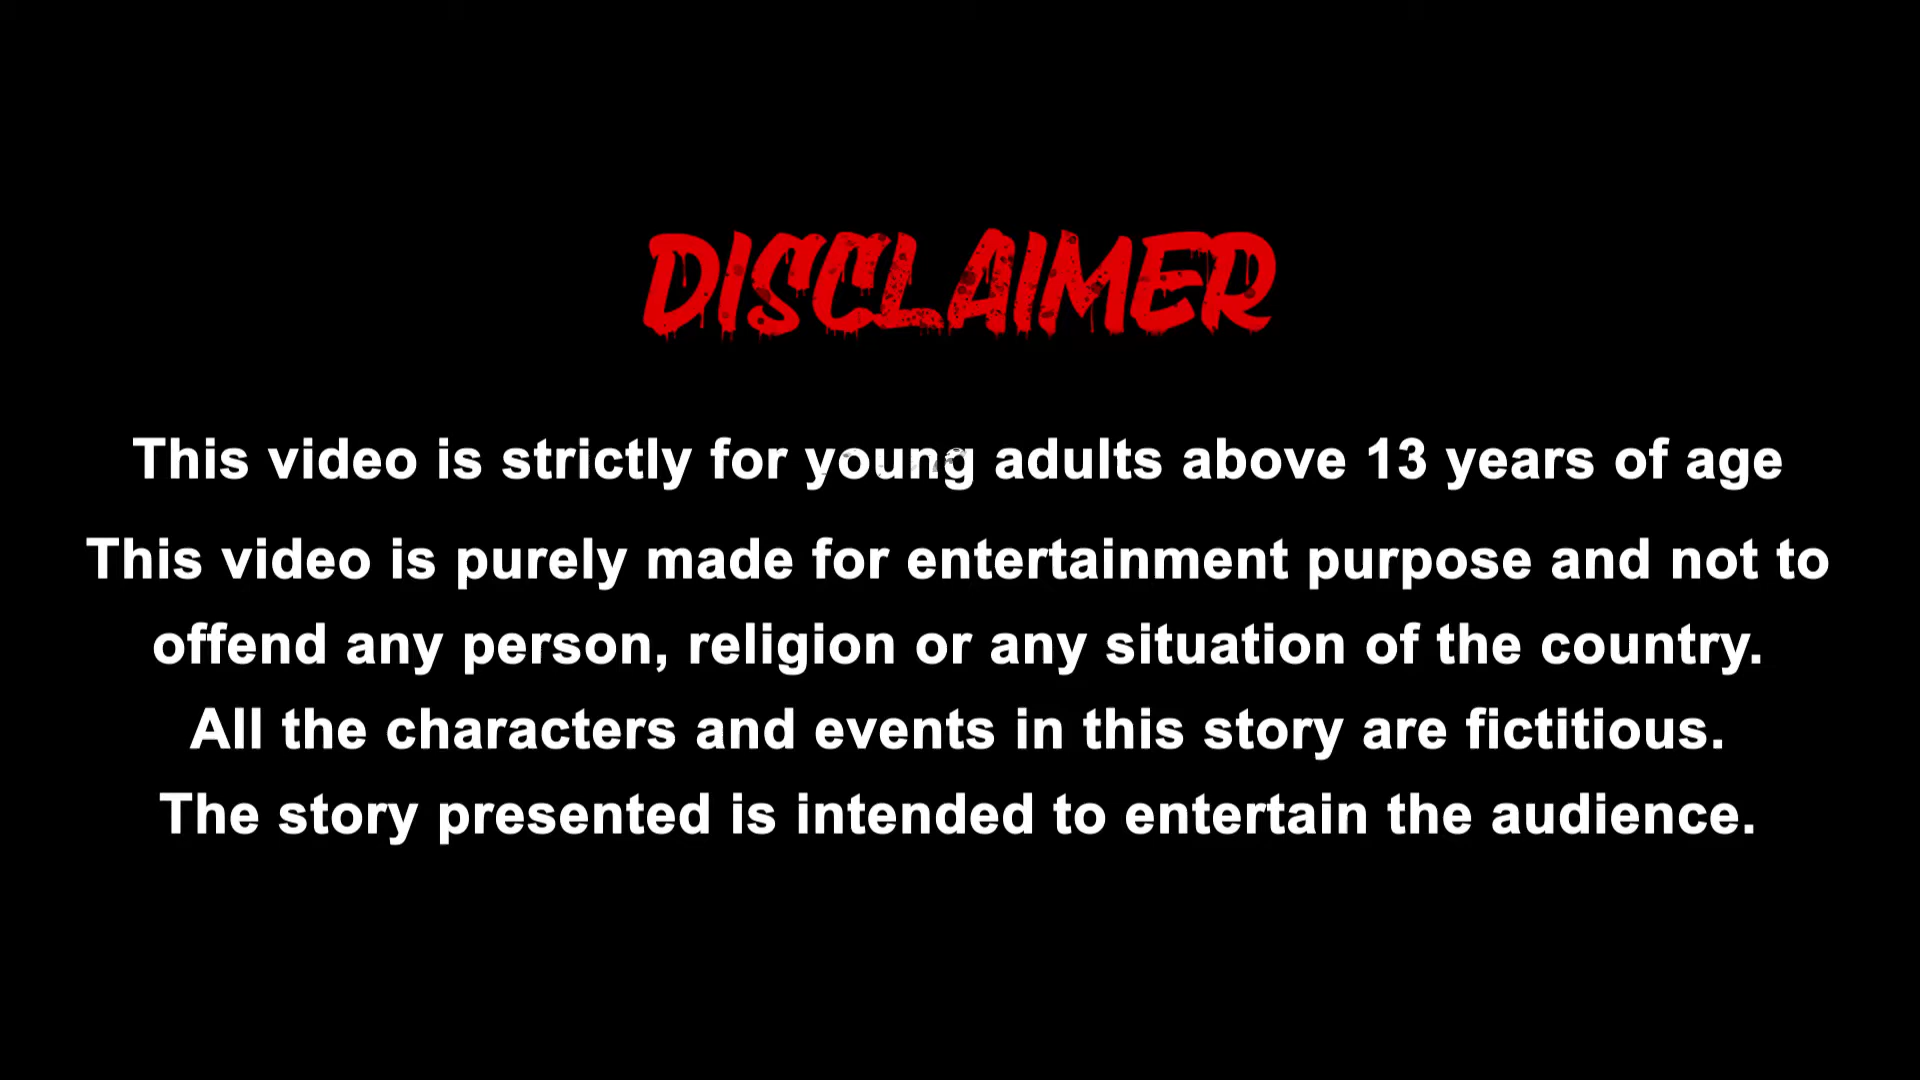 DISCLAIMER
This video is strictly for young adults above 13 years of age
This video is purely made for entertainment purpose and not to
offend any person, religion or any situation of the country.
All the characters and events in this story are fictitious.
The story presented is intended to entertain the audience.